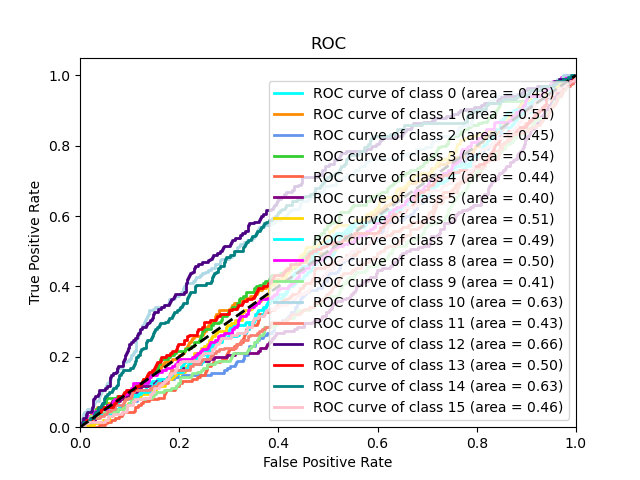 ROC
1.0
0.8
0.6
0.4
0.2
0.0
True Positive Rate
ROC curve of class 0 (area = 0.48)
ROC curve of class 1 (area = 0.51)
ROC curve of class 2 (area = 0.45)
ROC curve of class 3 (area = 0.54)
ROC curve of class 4 (area = 0.44)
ROC curve of class 5 (area = 0.40)
ROC curve of class 6 (area = 0.51)
ROC curve of class 7 (area = 0.49)
ROC curve of class 8 (area = 0.50)
ROC curve of class 9 (area = 0.41)
ROC curve of class 10 (area = 0.63)
ROC curve of class 11 (area = 0.43)
ROC curve of class 12 (area = 0.66)
ROC curve of class 13 (area = 0.50)
ROC curve of class 14 (area = 0.63)
ROC curve of class 15 (area = 0.46)
0.0 0.2 0.4 0.6 0.8 1.0
False Positive Rate